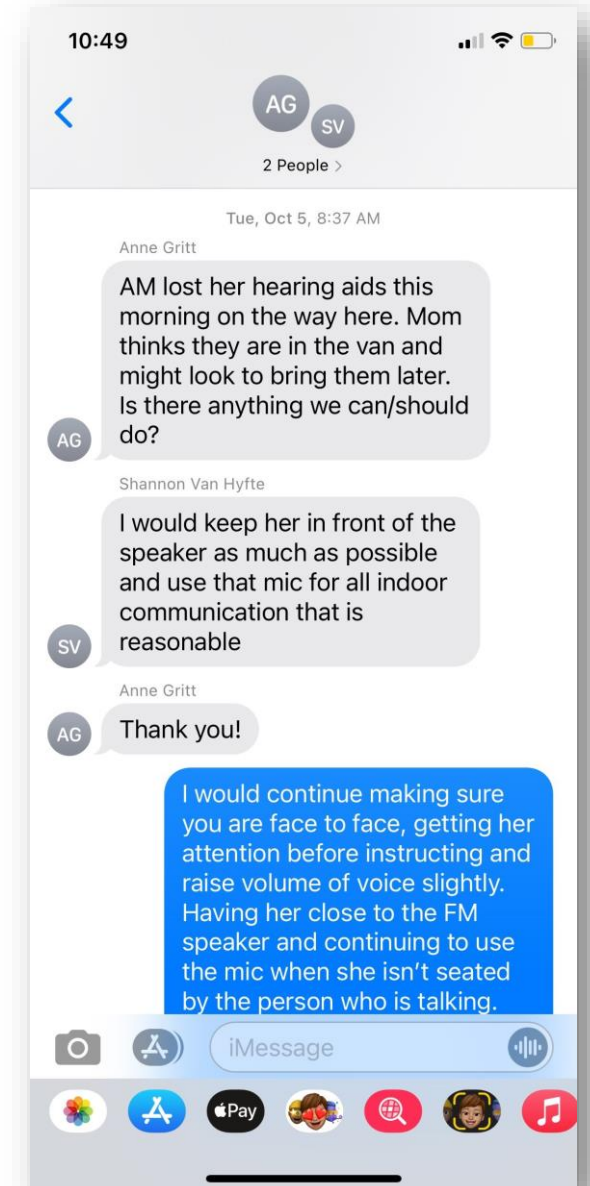 10:49
AG
SV
2 People >
Tue, Oct 5, 8:37 AM
Anne Gritt
AM lost her hearing aids this
morning on the way here. Mom
thinks they are in the van and
might look to bring them later.
Is there anything we can/should
do?
AG
Shannon Van Hyfte
I would keep her in front of the
speaker as much as possible
and use that mic for all indoor
communication that is
reasonable
SV
Anne Gritt
Thank you!
AG
I would continue making sure
you are face to face, getting her
attention before instructing and
raise volume of voice slightly.
Having her close to the FM
speaker and continuing to use
the mic when she isn’t seated
by the person who is talking.
iMessage
Pay